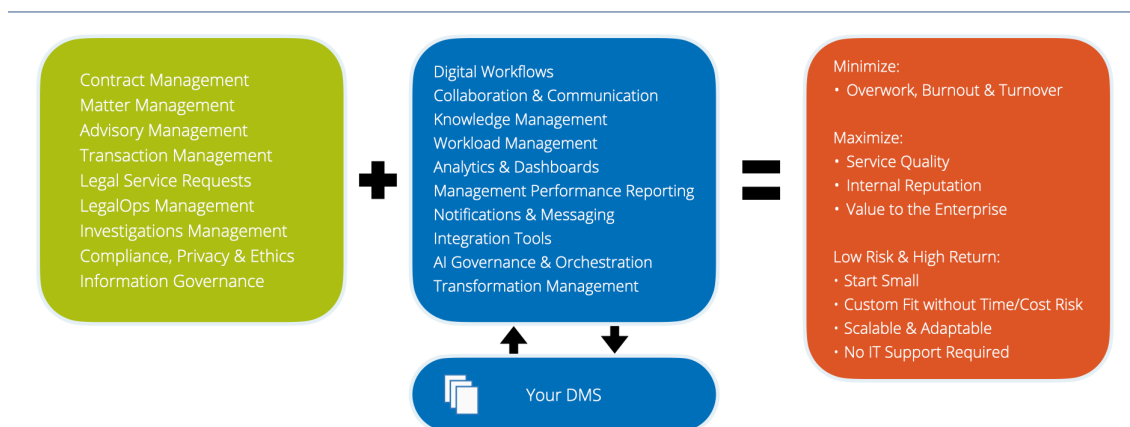 Contract Management
Matter Management
Advisory Management
Transaction Management
Legal Service Requests
LegalOps Management
Investigations Management
Compliance, Privacy & Ethics
Information Governance
Digital Workflows
Collaboration & Communication
Knowledge Management
Workload Management
Analytics & Dashboards
Management Performance Reporting
Notifications & Messaging
Integration Tools
AI Governance & Orchestration
Transformation Management
Your DMS
Minimize:
• Overwork, Burnout & Turnover
Maximize:
• Service Quality
• Internal Reputation
• Value to the Enterprise
Low Risk & High Return:
• Start Small
• Custom Fit without Time/Cost Risk
• Scalable & Adaptable
• No IT Support Required